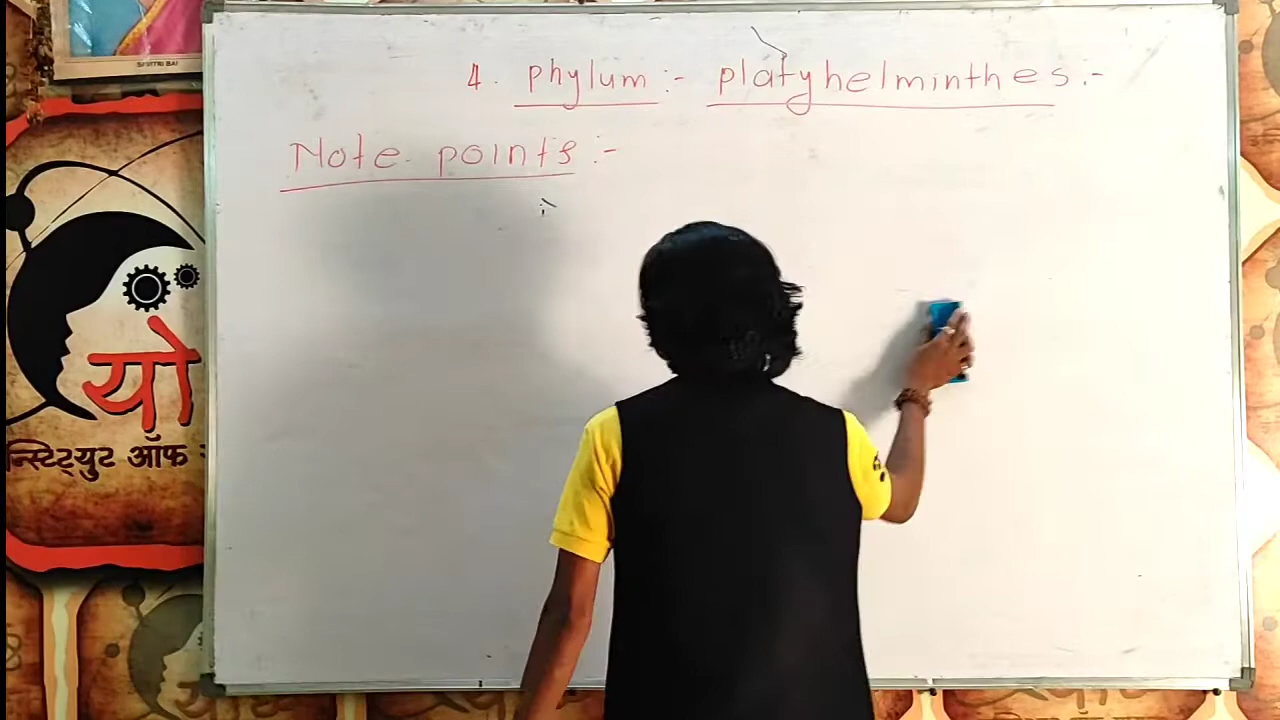 SAVITRI BAI
4. phylum :- platyhelminthes :-
Note points :-
यो
न्स्टिट्युट ऑफ